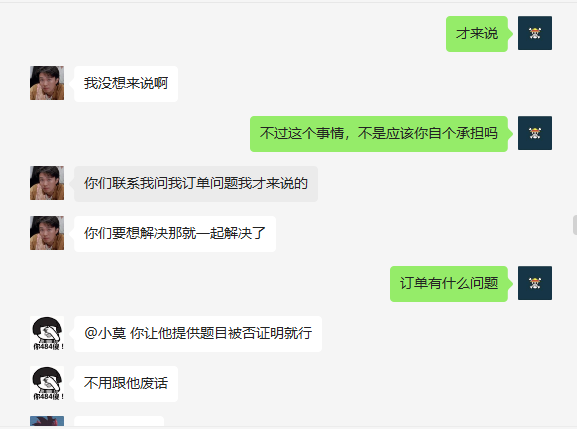 才来说
我没想来说啊
不过这个事情，不是应该你自个承担吗
你们联系我问我订单问题我才来说的
你们要想解决那就一起解决了
订单有什么问题
@小莫 你让他提供题目被否证明就行
你484傻！
不用跟他废话
你484傻！